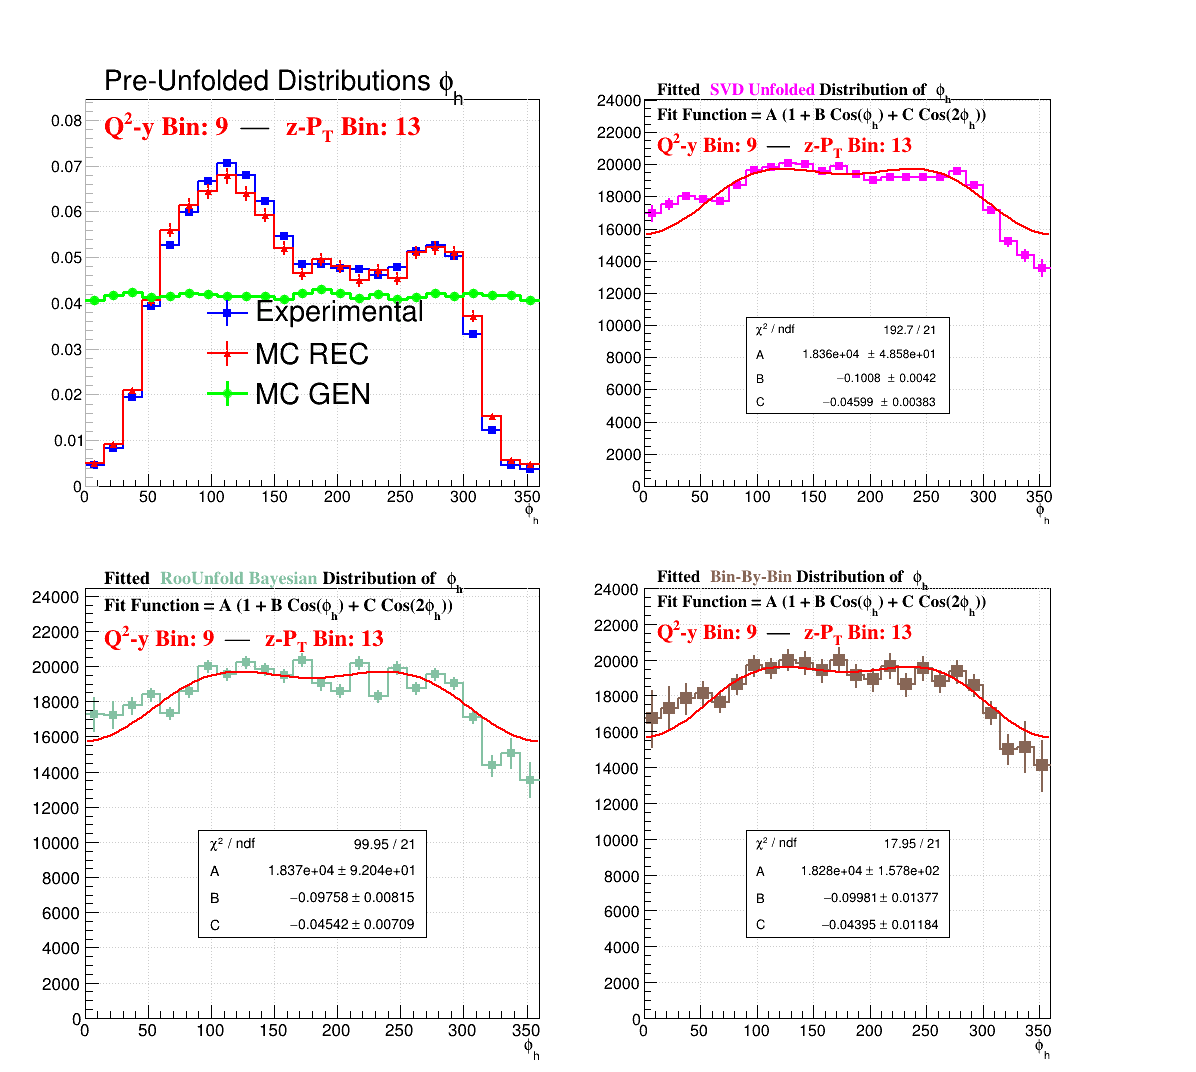 Pre-Unfolded Distributions ϕh
Q2-y Bin: 9 — z-PT Bin: 13
0.08
0.07
0.06
0.05
0.04
0.03
0.02
0.01
0
Experimental
MC REC
MC GEN
0 50 100 150 200 250 300 350
ϕh
Fitted SVD Unfolded Distribution of ϕh
Fit Function = A (1 + B Cos(ϕh) + C Cos(2ϕh))
Q2-y Bin: 9 — z-PT Bin: 13
24000
22000
20000
18000
16000
14000
12000
10000
8000
6000
4000
2000
0
χ2 / ndf 192.7 / 21
A 1.836e+04 ± 4.858e+01
B −0.1008 ± 0.0042
C −0.04599 ± 0.00383
0 50 100 150 200 250 300 350
ϕh
Fitted RooUnfold Bayesian Distribution of ϕh
Fit Function = A (1 + B Cos(ϕh) + C Cos(2ϕh))
Q2-y Bin: 9 — z-PT Bin: 13
24000
22000
20000
18000
16000
14000
12000
10000
8000
6000
4000
2000
0
χ2 / ndf 99.95 / 21
A 1.837e+04 ± 9.204e+01
B −0.09758 ± 0.00815
C −0.04542 ± 0.00709
0 50 100 150 200 250 300 350
ϕh
Fitted Bin-By-Bin Distribution of ϕh
Fit Function = A (1 + B Cos(ϕh) + C Cos(2ϕh))
Q2-y Bin: 9 — z-PT Bin: 13
24000
22000
20000
18000
16000
14000
12000
10000
8000
6000
4000
2000
0
χ2 / ndf 17.95 / 21
A 1.828e+04 ± 1.578e+02
B −0.09981 ± 0.01377
C −0.04395 ± 0.01184
0 50 100 150 200 250 300 350
ϕh